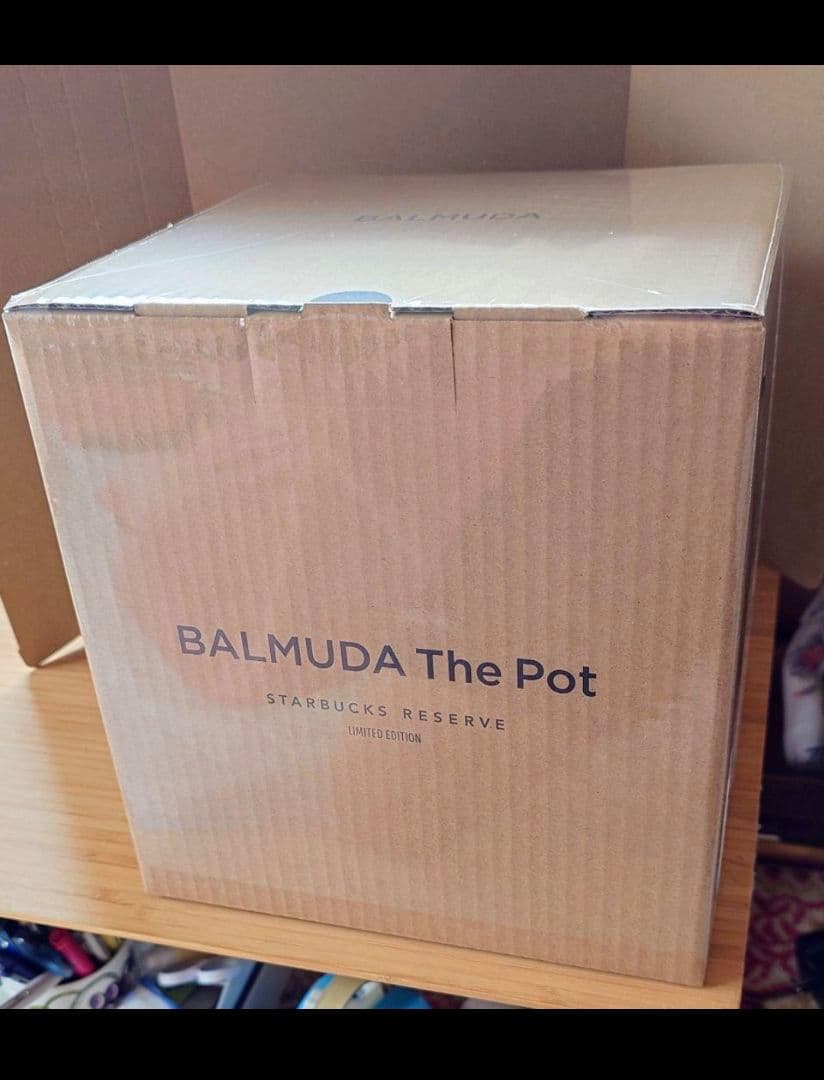 BALMUDA
BALMUDA The Pot
STARBUCKS RESERVE
LIMITED EDITION